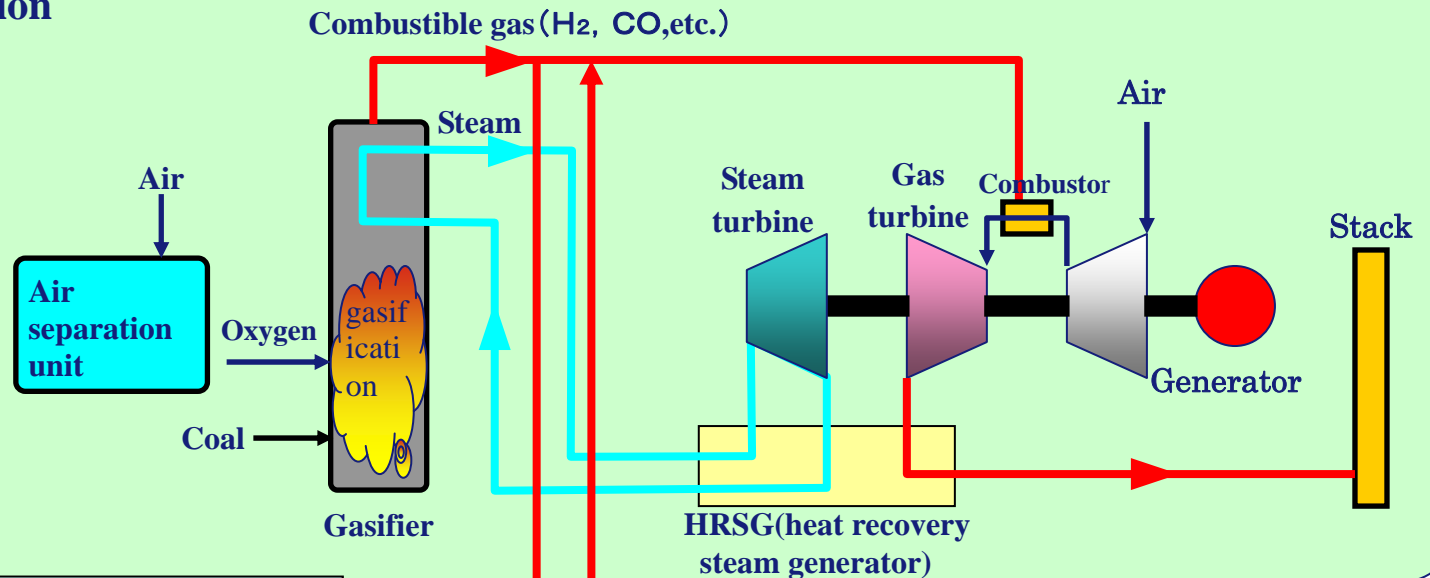 ion
Combustible gas(H2, CO,etc.)
Steam
Air
Air
separation
unit
Oxygen
Coal
gasif
icati
on
Gasifier
Steam
turbine
Gas
turbine
Combustor
Air
Stack
Generator
HRSG(heat recovery
steam generator)